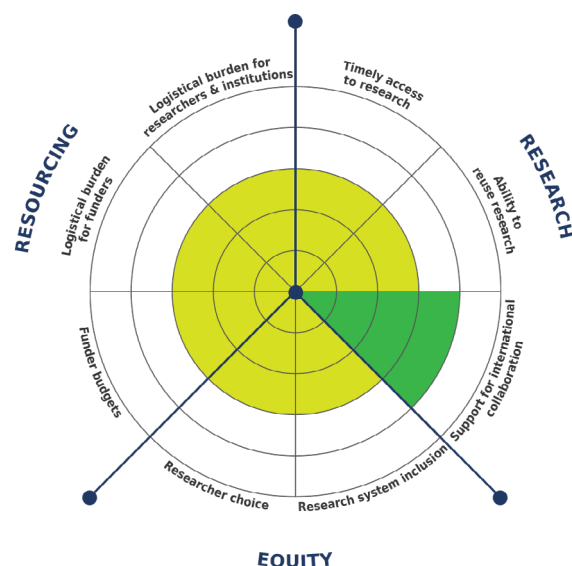 Logistical burden for
researchers & institutions
Timely access
to research
RESOURCING
RESEARCH
Logistical burden
for funders
Ability to
reuse research
Funder budgets
Support for international
collaboration
Researcher choice
Research system inclusion
EQUITY